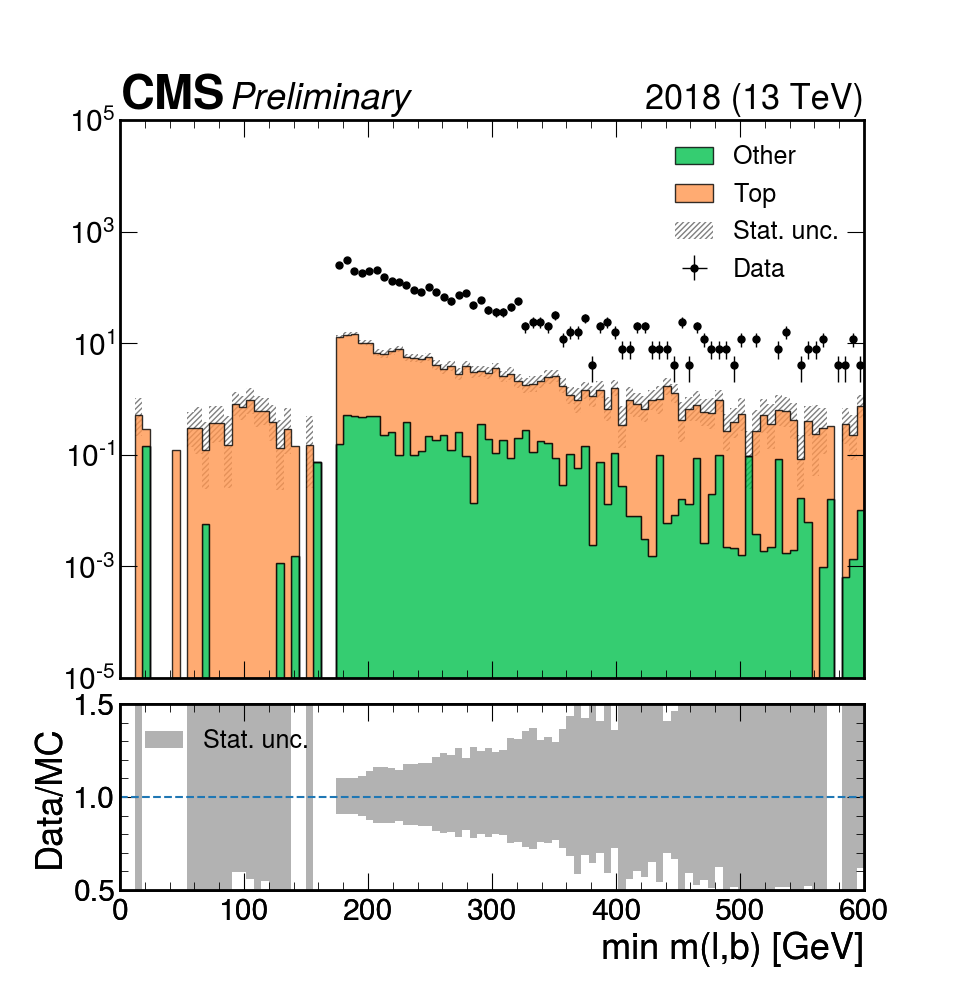 CMS Preliminary 2018 (13 TeV)
10^5
Other
Top
10^3
Stat. unc.
Data
10^1
10^-1
10^-3
10^-5
1.5
Stat. unc.
Data/MC
1.0
0.5
0 100 200 300 400 500 600
min m(l,b) [GeV]